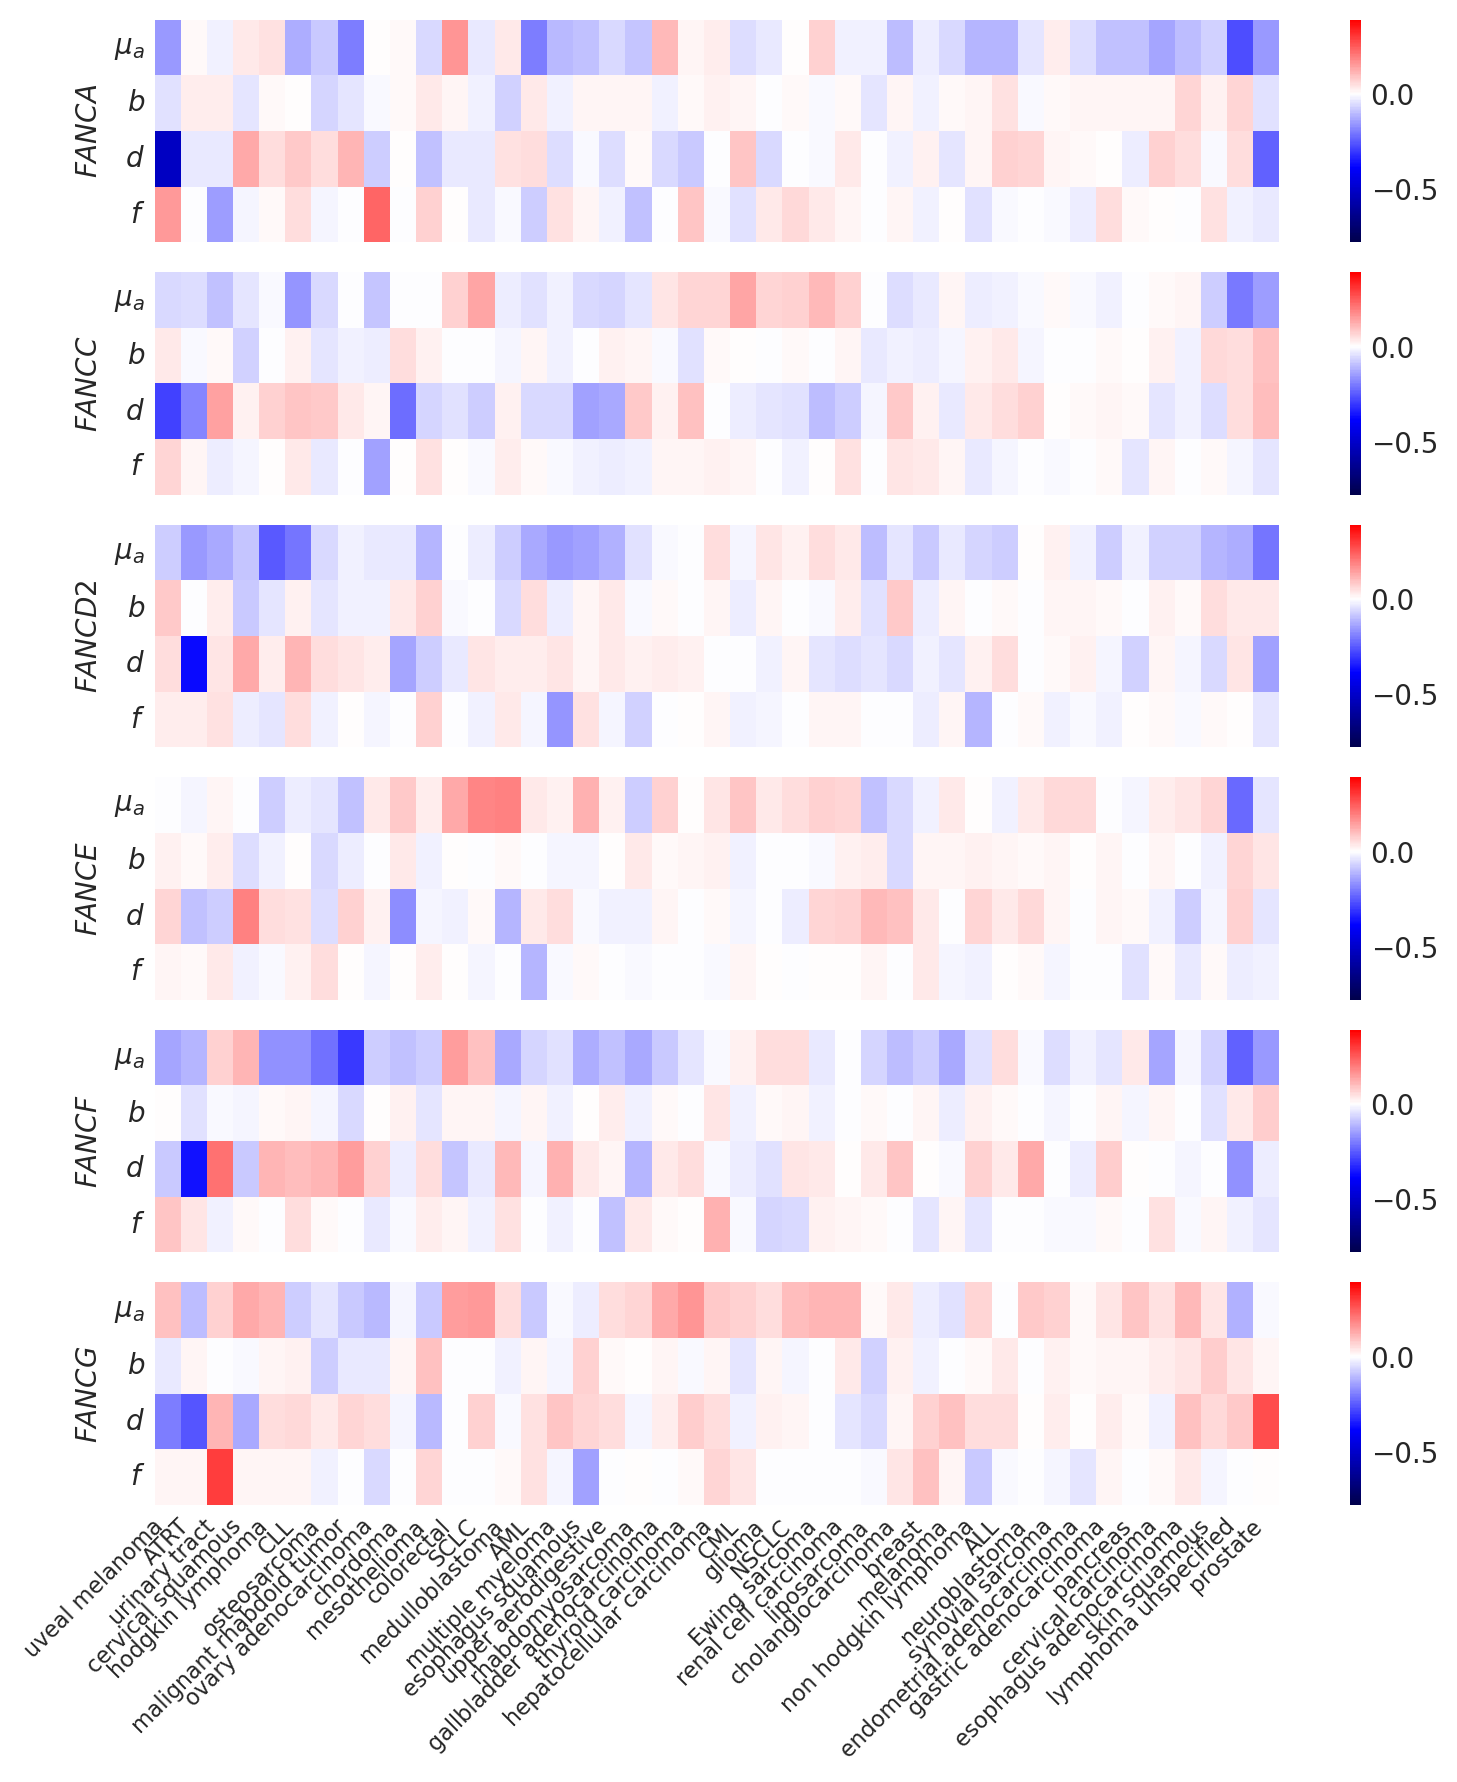 FANCA
μa
b
d
f
0.0
−0.5
FANCC
μa
b
d
f
0.0
−0.5
FANCD2
μa
b
d
f
0.0
−0.5
FANCE
μa
b
d
f
0.0
−0.5
FANCF
μa
b
d
f
0.0
−0.5
FANCG
μa
b
d
f
0.0
−0.5
uveal melanoma
ATRT
urinary tract
cervical squamous
hodgkin lymphoma
CLL
osteosarcoma
malignant rhabdoid tumor
ovary adenocarcinoma
chordoma
mesothelioma
colorectal
SCLC
medulloblastoma
AML
multiple myeloma
esophagus squamous
upper aerodigestive
rhabdomyosarcoma
gallbladder adenocarcinoma
thyroid carcinoma
hepatocellular carcinoma
CML
glioma
NSCLC
Ewing sarcoma
renal cell carcinoma
liposarcoma
cholangiocarcinoma
breast
melanoma
non hodgkin lymphoma
ALL
neuroblastoma
synovial sarcoma
endometrial adenocarcinoma
gastric adenocarcinoma
pancreas
cervical carcinoma
esophagus adenocarcinoma
skin squamous
lymphoma unspecified
prostate